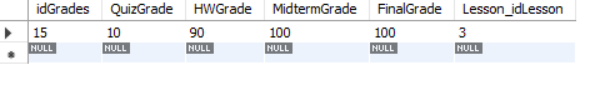 idGrades QuizGrade HWGrade MidtermGrade FinalGrade Lesson_idLesson
15 10 90 100 100 3
NULL NULL NULL NULL NULL NULL